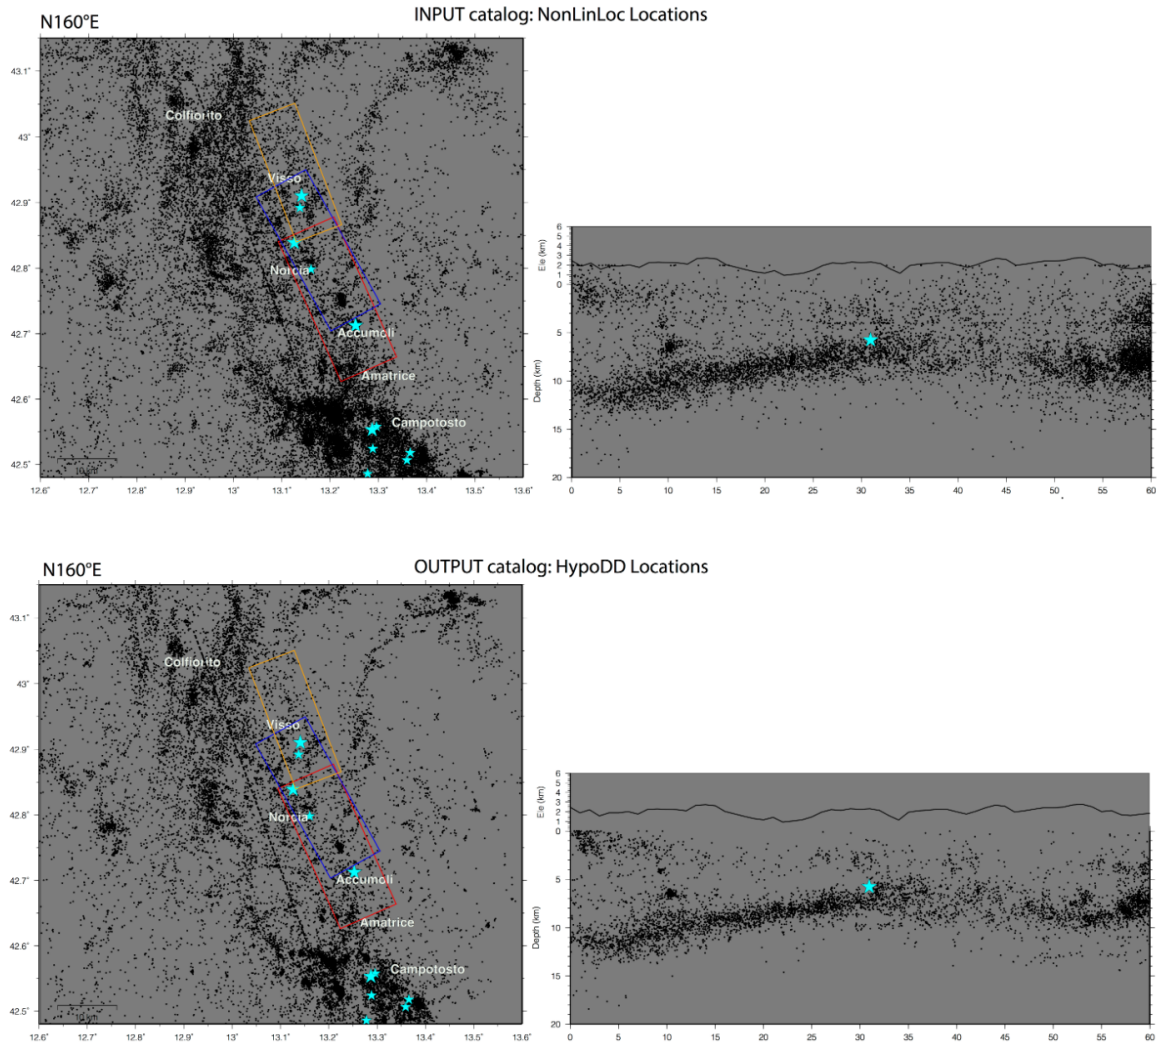 INPUT catalog: NonLinLoc Locations
N160°E
43.1˚
43˚
42.9˚
42.8˚
42.7˚
42.6˚
42.5˚
Colfiorito
Visso
Norcia
Accumoli
Amatrice
Campotosto
12.6˚ 12.7˚ 12.8˚ 12.9˚ 13˚ 13.1˚ 13.2˚ 13.3˚ 13.4˚ 13.5˚ 13.6˚
Ele (km)
6
5
4
3
2
1
0
Depth (km)
5
10
15
20
0 5 10 15 20 25 30 35 40 45 50 55 60
OUTPUT catalog: HypoDD Locations
N160°E
43.1˚
43˚
42.9˚
42.8˚
42.7˚
42.6˚
42.5˚
Colfiorito
Visso
Norcia
Accumoli
Amatrice
Campotosto
12.6˚ 12.7˚ 12.8˚ 12.9˚ 13˚ 13.1˚ 13.2˚ 13.3˚ 13.4˚ 13.5˚ 13.6˚
Ele (km)
6
5
4
3
2
1
0
Depth (km)
5
10
15
20
0 5 10 15 20 25 30 35 40 45 50 55 60